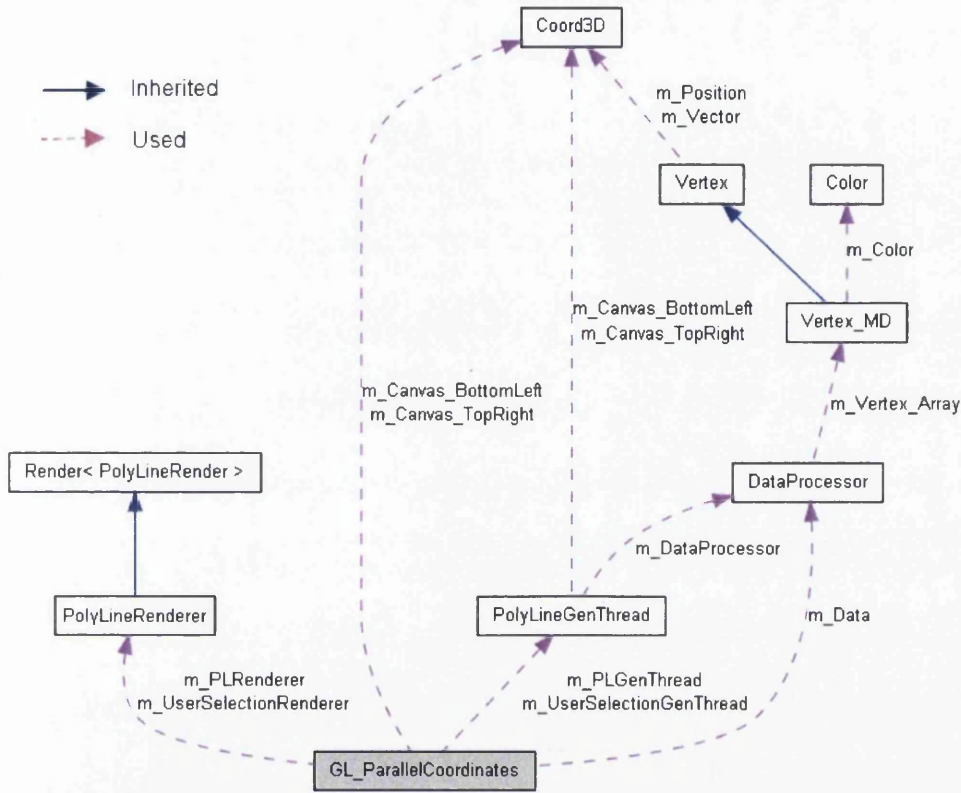 Coord3D
Inherited
Used
m_Position
m_Vector
Vertex
Color
m_Color
m_Canvas_BottomLeft
m_Canvas_TopRight
Vertex_MD
m_Canvas_BottomLeft
m_Canvas_TopRight
m_Vertex_Array
Render< PolyLineRender >
DataProcessor
m_DataProcessor
PolyLineRenderer
PolyLineGenThread
m_Data
m_PLRenderer
m_UserSelectionRenderer
m_PLGenThread
m_UserSelectionGenThread
GL_ParallelCoordinates